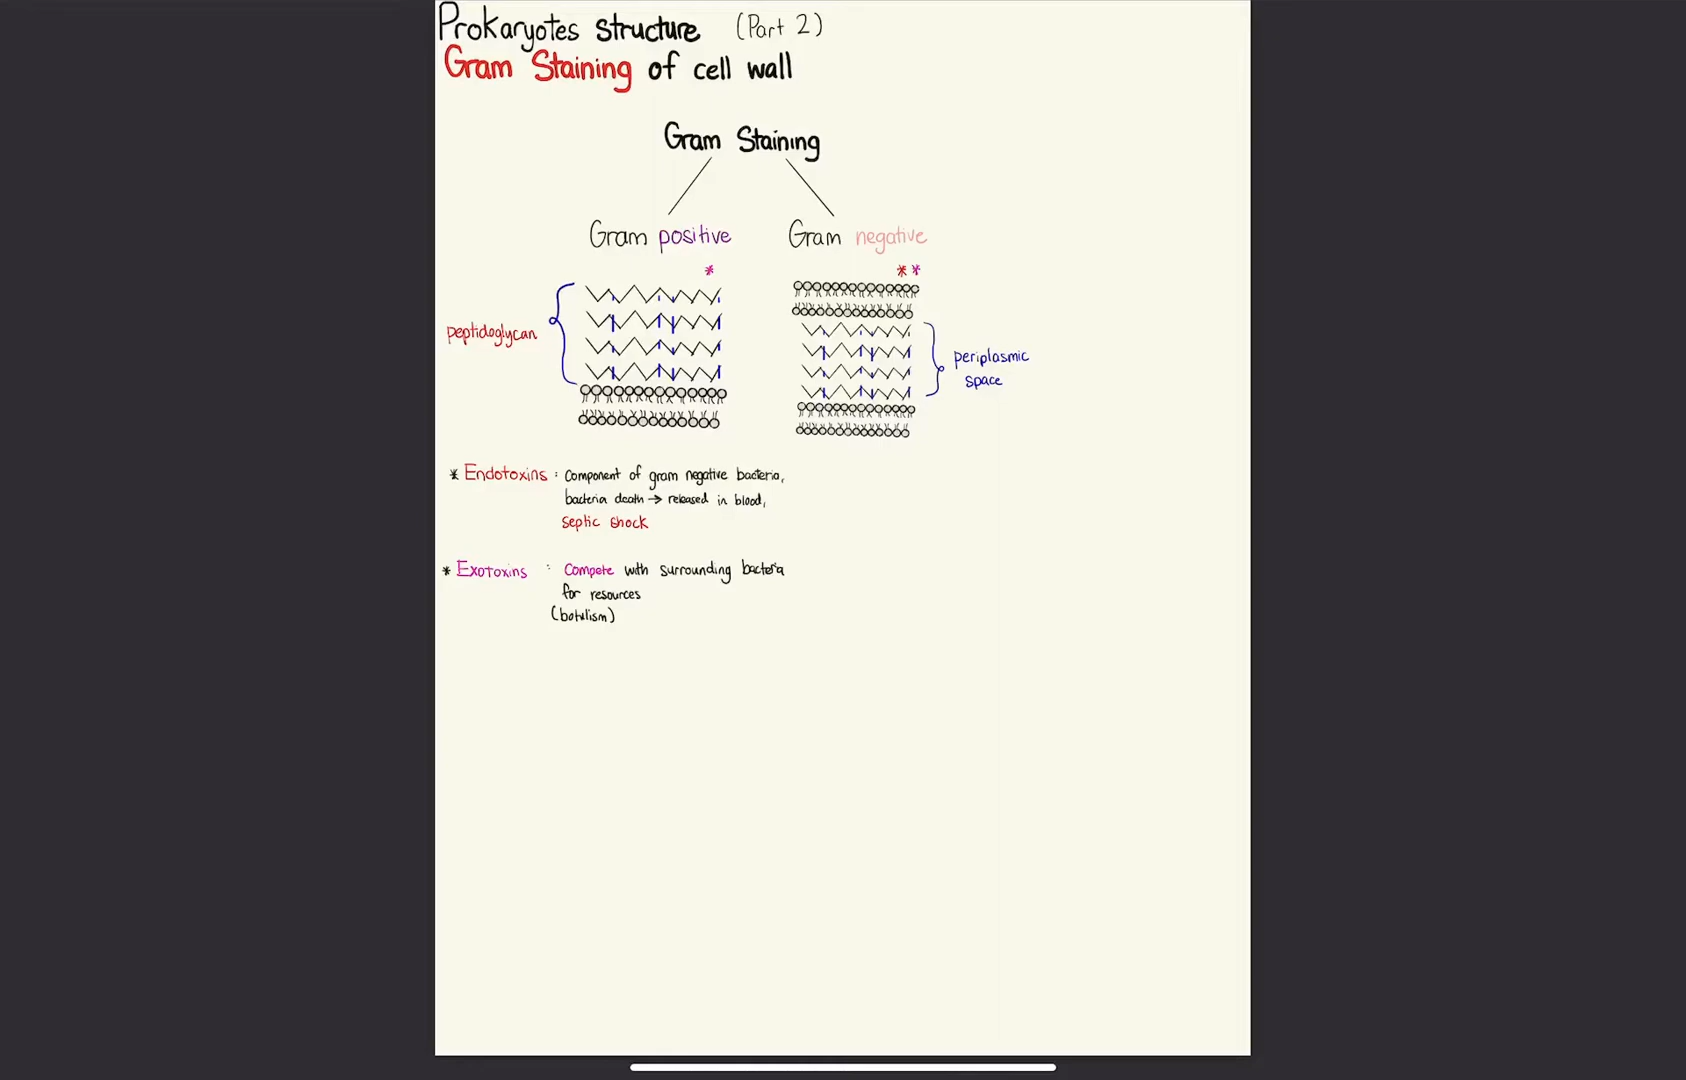 Prokaryotes Structure (Part 2)
Gram Staining of cell wall
Gram Staining
Gram positive
Gram negative
*
* *
peptidoglycan
periplasmic
space
* Endotoxins : Component of gram negative bacteria,
bacteria death → released in blood,
Septic shock
* Exotoxins : Compete with surrounding bacteria
for resources
(botulism)